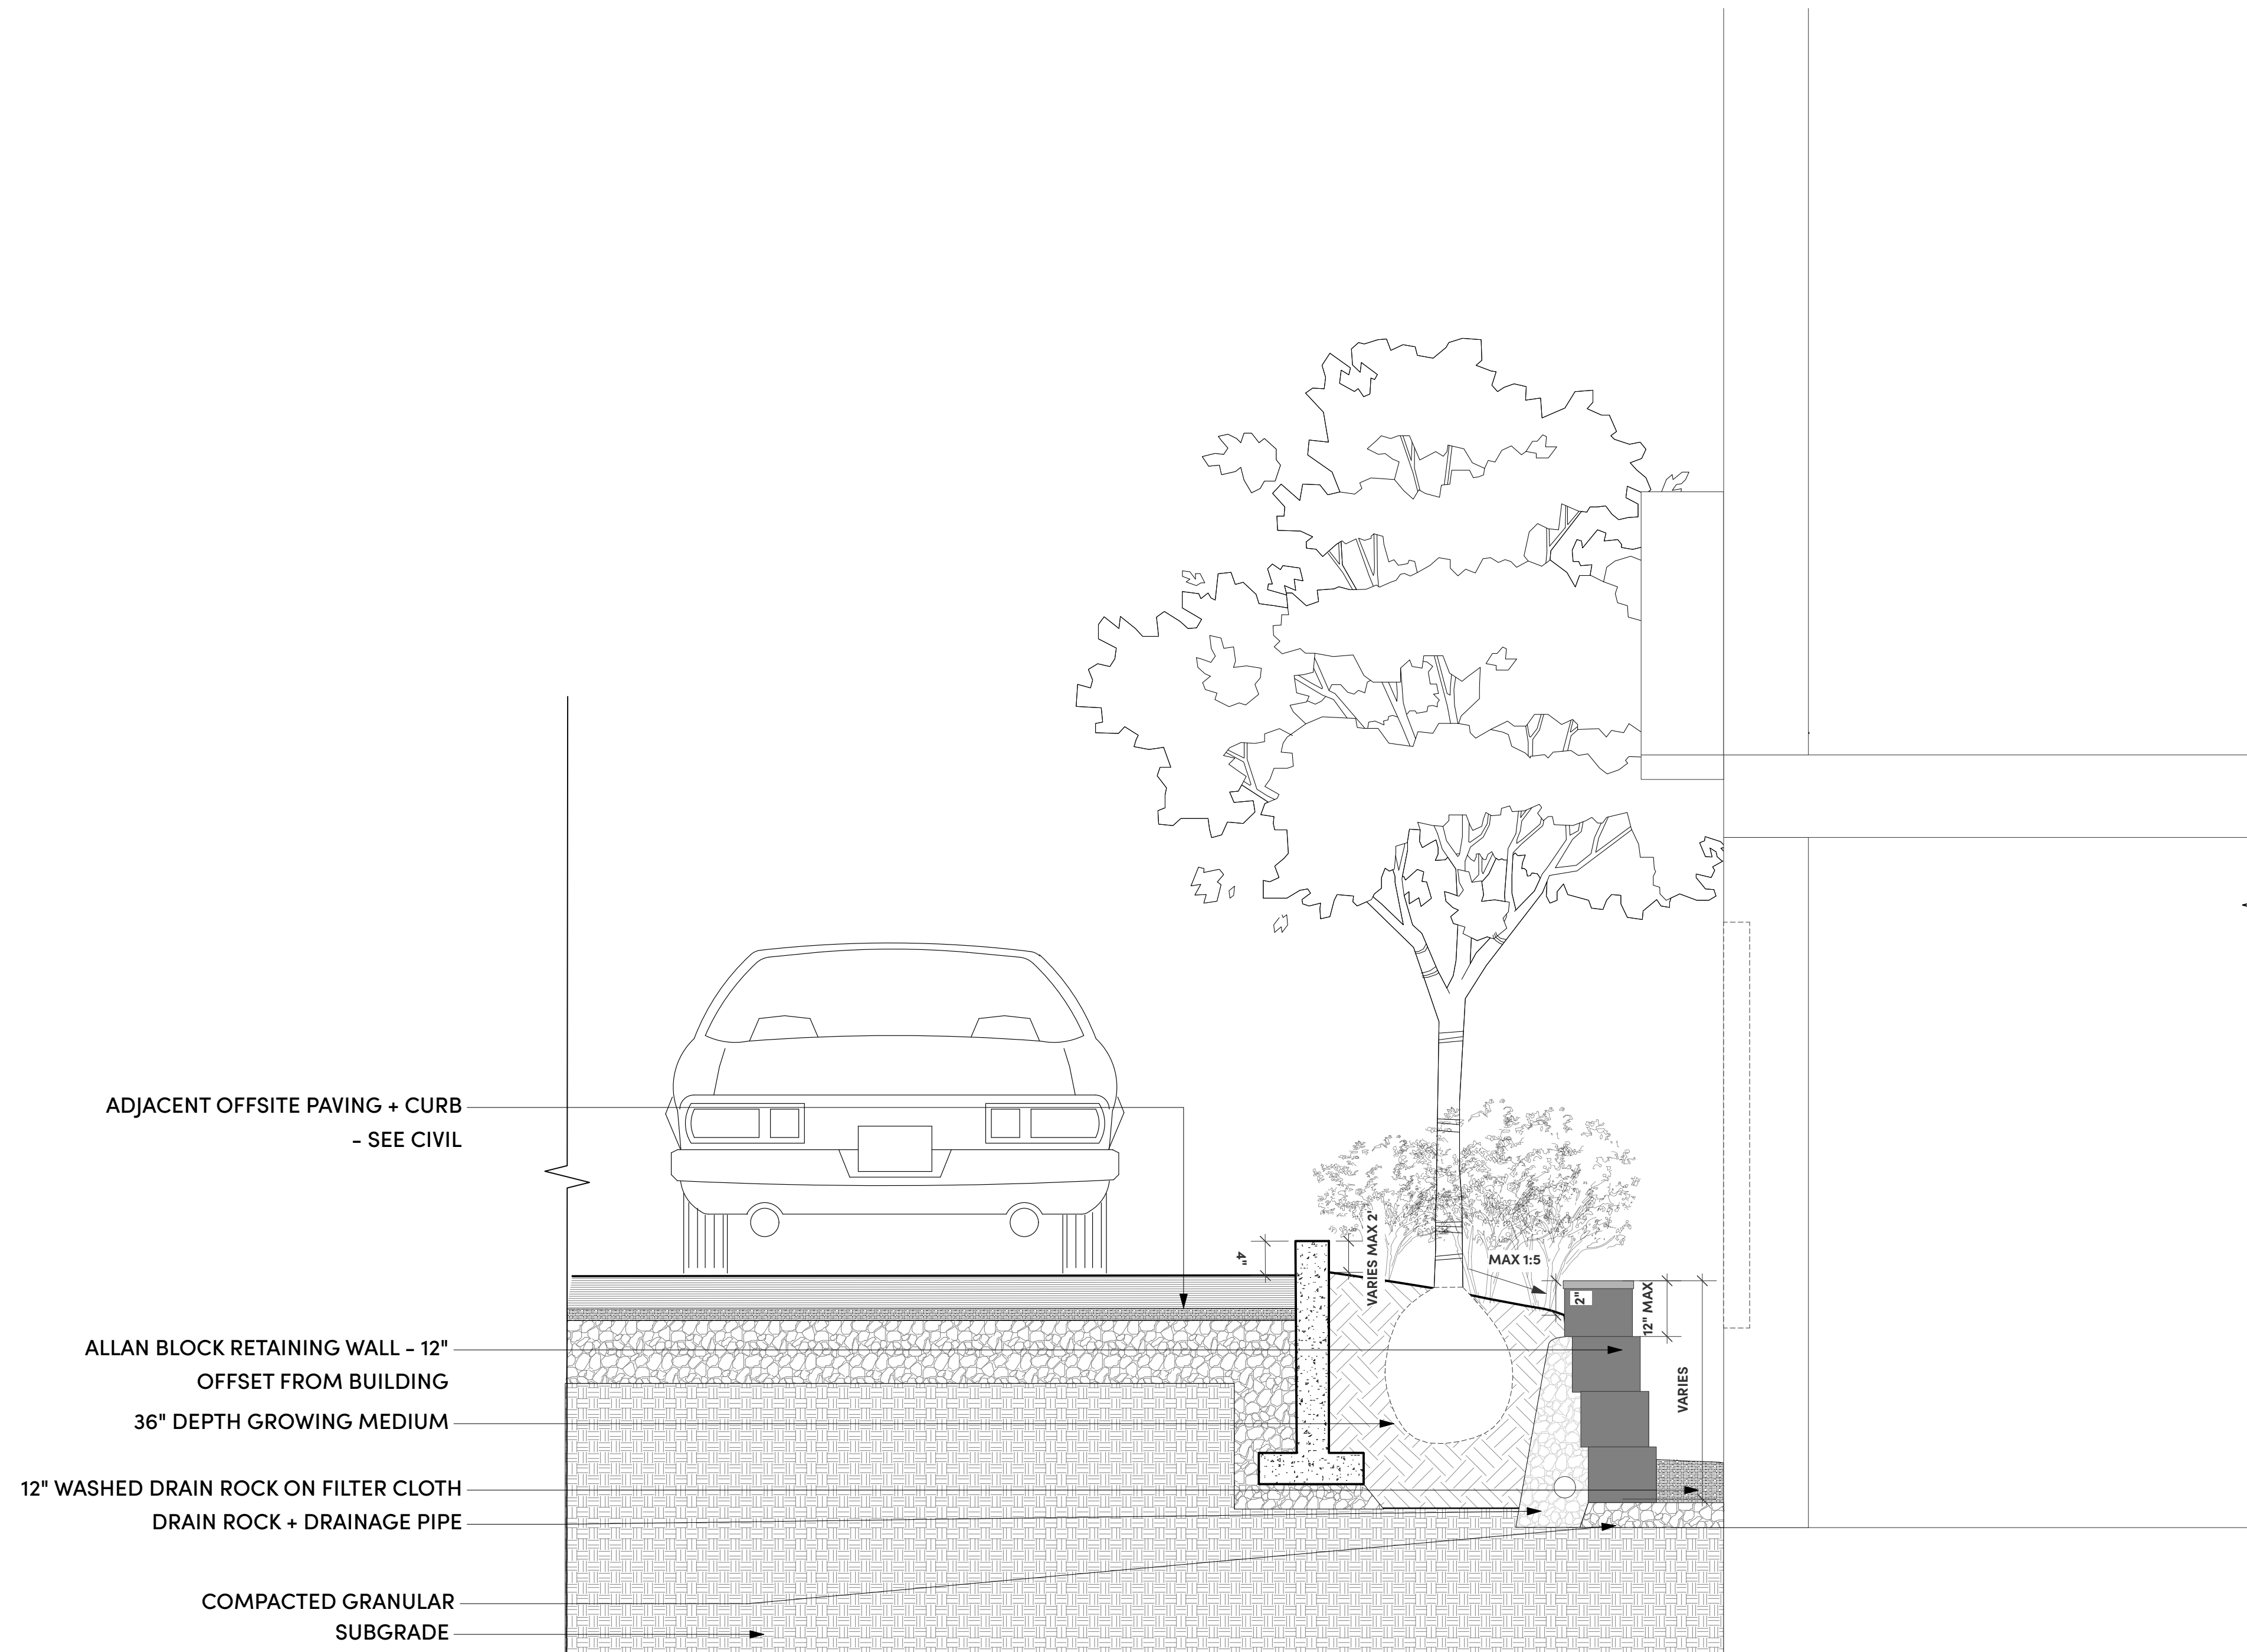 ADJACENT OFFSITE PAVING + CURB
- SEE CIVIL
4"
VARIES MAX 2'
MAX 1:5
2"
12" MAX
VARIES
ALLAN BLOCK RETAINING WALL - 12"
OFFSET FROM BUILDING
36" DEPTH GROWING MEDIUM
12" WASHED DRAIN ROCK ON FILTER CLOTH
DRAIN ROCK + DRAINAGE PIPE
COMPACTED GRANULAR
SUBGRADE